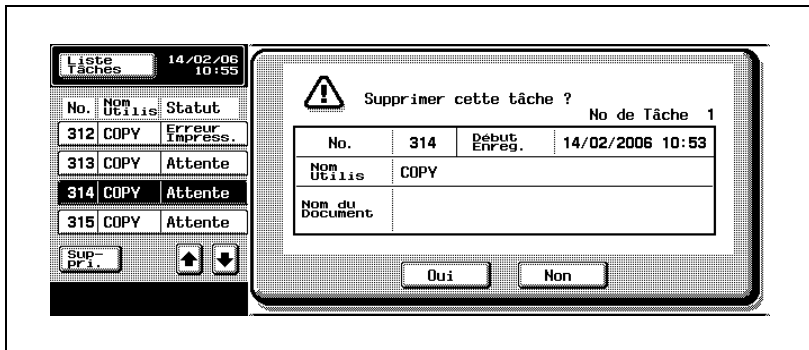 Liste
Tâches
14/02/06
10:55
No. Nom Utilis Statut
312 COPY Erreur Impress.
313 COPY Attente
314 COPY Attente
315 COPY Attente
Sup-
pri.
Supprimer cette tâche ?
No de Tâche 1
No. 314 Début Enreg. 14/02/2006 10:53
Nom Utilis COPY
Nom du
Document
Oui Non